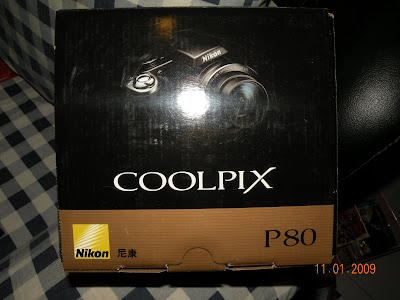 Nikon
COOLPIX
Nikon 尼康
P80
11.01.2009